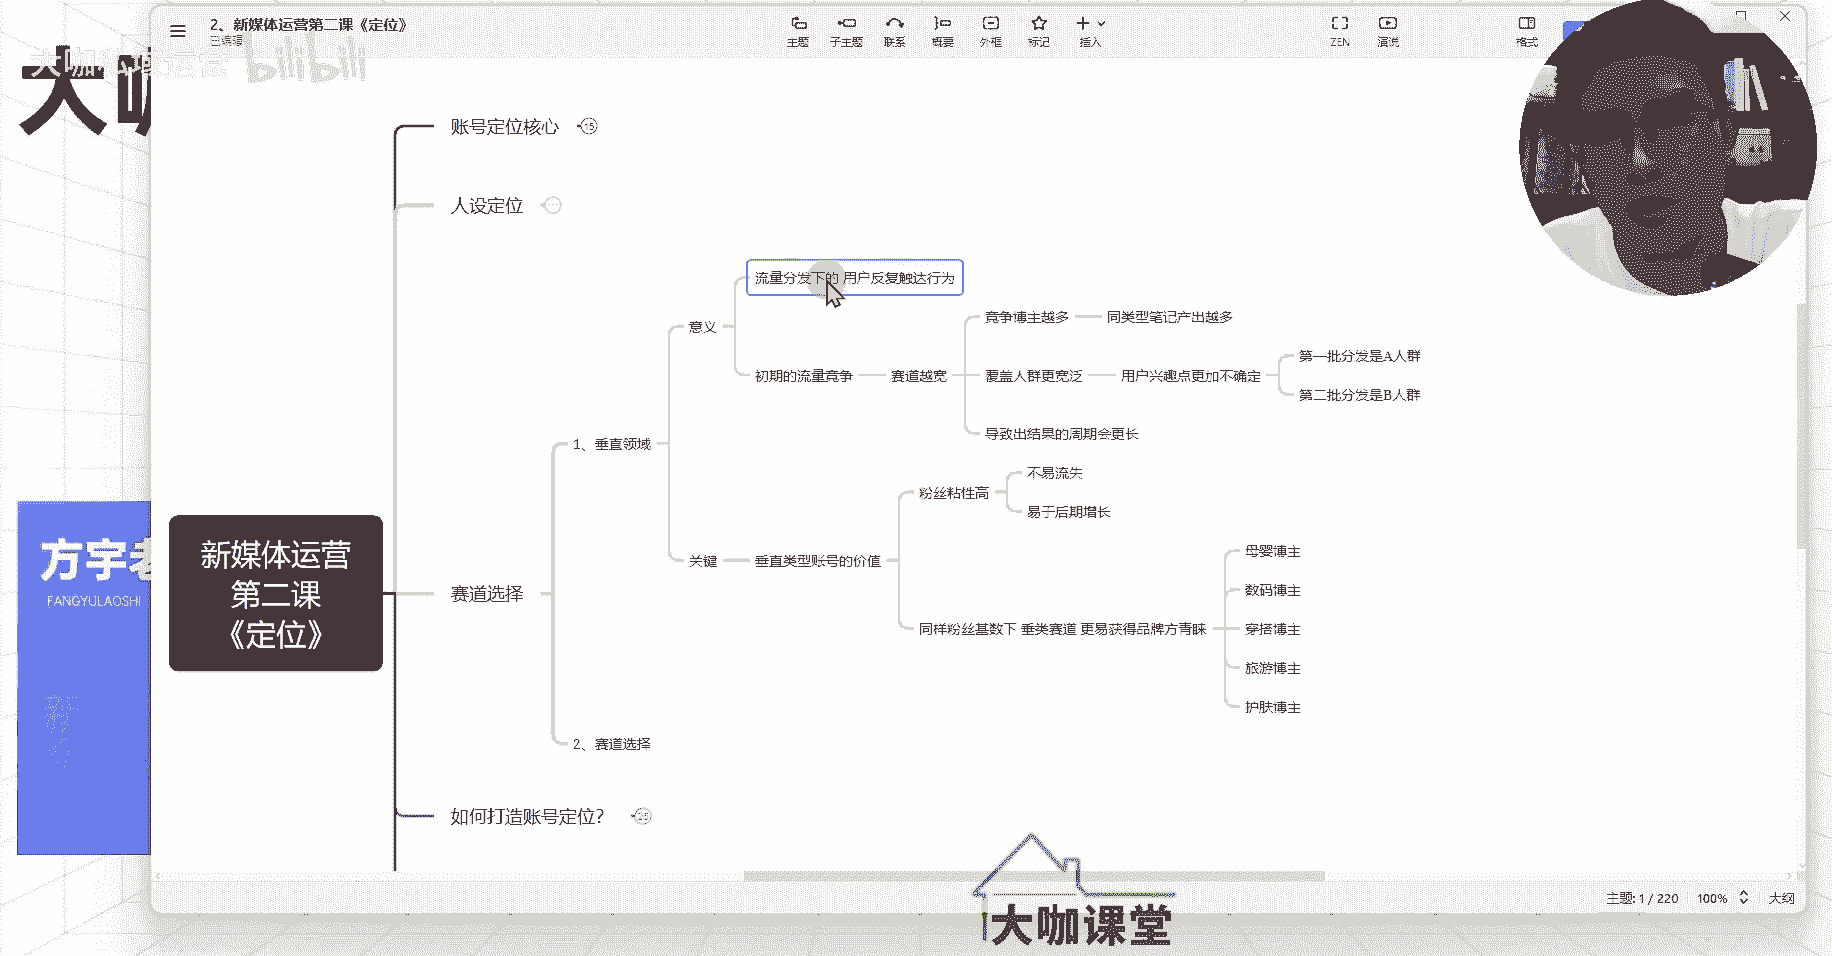 2、新媒体运营第二课《定位》
已编辑
主题
子主题
联系
概要
外框
标记
插入
ZEN
演说
格式
大咖私域运营
bilibili
大咖
账号定位核心
15
人设定位
流量分发下的 用户反复触达行为
意义
竞争博主越多
同类型笔记产出越多
初期的流量竞争
赛道越宽
覆盖人群更宽泛
用户兴趣点更加不确定
第一批分发是A人群
第二批分发是B人群
导致出结果的周期会更长
1、垂直领域
粉丝粘性高
不易流失
易于后期增长
关键
垂直类型账号的价值
同样粉丝基数下 垂类赛道 更易获得品牌方青睐
母婴博主
数码博主
穿搭博主
旅游博主
护肤博主
方宇老
FANGYULAOSHI
新媒体运营
第二课
《定位》
赛道选择
2、赛道选择
如何打造账号定位？
25
主题: 1 / 220
100%
大纲
大咖课堂